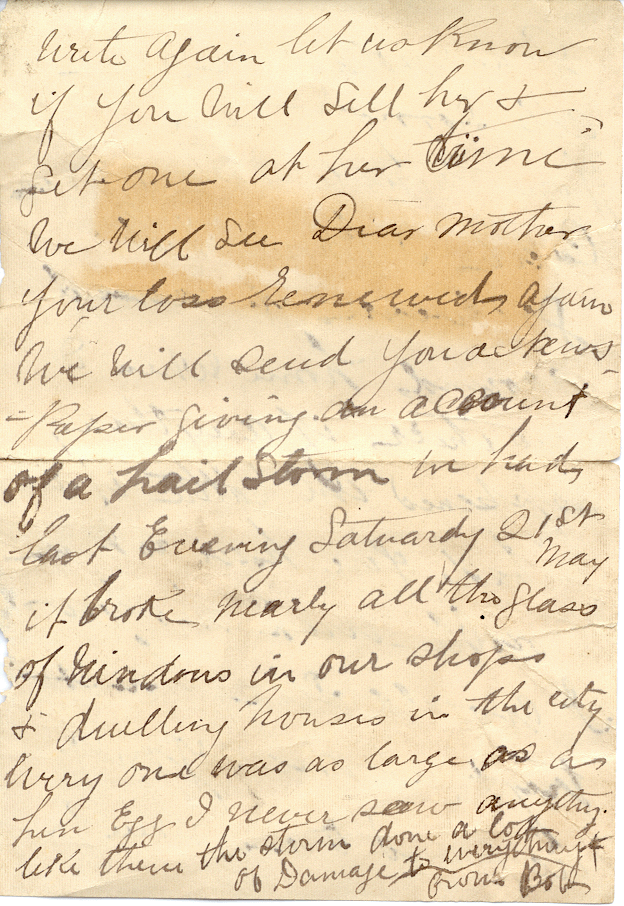 Write again let us Know
if you Will Sell her &
Set one at her time
We Will See Dear Mother
your loss renewed again
We Will send you a News
-Paper giving an account
of a hail Storm we had
last Evening Satuardy 21st May
it broke nearly all the glass
of Windows in our shops
& dwelling houses in the city
Every one was as large as a
hen Egg I never saw anything
like them the storm done a lot
of Damage to everything
from Bob